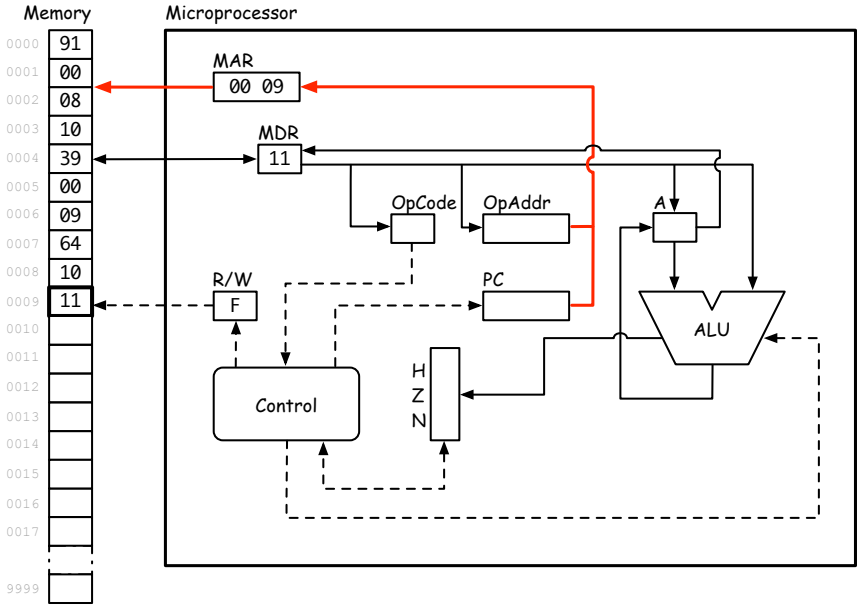 Memory Microprocessor
0000 91
0001 00
MAR
00 09
0002 08
0003 10
MDR
0004 39
11
0005 00
OpCode OpAddr A
0006 09
0007 64
0008 10
R/W PC
0009 11
F
0010
ALU
0011
0012
H
Z
N
Control
0013
0014
0015
0016
0017
9999